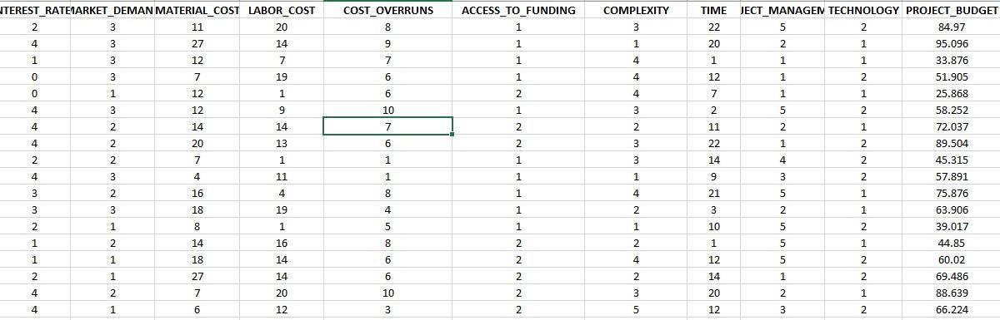 NTEREST_RATE MARKET_DEMAN MATERIAL_COST LABOR_COST COST_OVERRUNS ACCESS_TO_FUNDING COMPLEXITY TIME JECT_MANAGEM TECHNOLOGY PROJECT_BUDGET
2 3 11 20 8 1 3 22 5 2 84.97
4 3 27 14 9 1 1 20 2 1 95.096
1 3 12 7 7 1 4 1 1 1 33.876
0 3 7 19 6 1 4 12 1 2 51.905
0 1 12 1 6 2 4 7 1 1 25.868
4 3 12 9 10 1 3 2 5 2 58.252
4 2 14 14 7 2 2 11 2 1 72.037
4 2 20 13 6 2 3 22 1 2 89.504
2 2 7 1 1 1 3 14 4 2 45.315
4 3 4 11 1 1 1 9 3 2 57.891
3 2 16 4 8 1 4 21 5 1 75.876
3 3 18 19 4 1 2 3 2 1 63.906
2 1 8 1 5 1 1 10 5 2 39.017
1 2 14 16 8 2 2 1 5 1 44.85
1 1 18 14 6 2 4 12 5 2 60.02
2 1 27 14 6 2 2 14 1 2 69.486
4 2 7 20 10 2 3 20 2 1 88.639
4 1 6 12 3 2 5 12 3 2 66.224